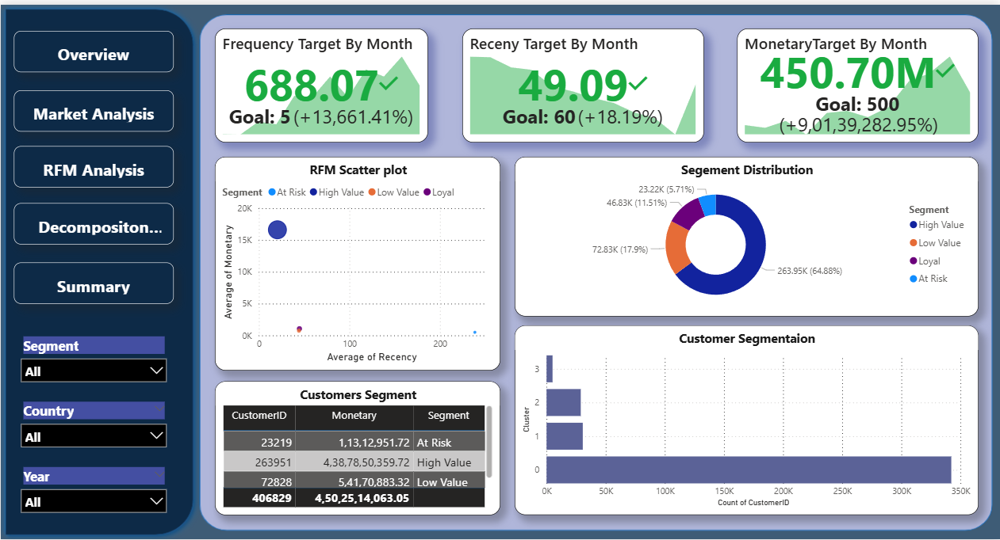 Overview
Market Analysis
RFM Analysis
Decompositon...
Summary
Segment
All
Country
All
Year
All
Frequency Target By Month
688.07
Goal: 5 (+13,661.41%)
Receny Target By Month
49.09
Goal: 60 (+18.19%)
MonetaryTarget By Month
450.70M
Goal: 500
(+9,01,39,282.95%)
RFM Scatter plot
Segment At Risk High Value Low Value Loyal
Average of Monetary
20K
15K
10K
5K
0K
0 100 200
Average of Recency
Segement Distribution
23.22K (5.71%)
46.83K (11.51%)
72.83K (17.9%)
263.95K (64.88%)
Segment
High Value
Low Value
Loyal
At Risk
Customers Segment
CustomerID Monetary Segment
23219 1,13,12,951.72 At Risk
263951 4,38,78,50,359.72 High Value
72828 5,41,70,883.32 Low Value
406829 4,50,25,14,063.05
Customer Segmentaion
Cluster
3
2
1
0
0K 50K 100K 150K 200K 250K 300K 350K
Count of CustomerID